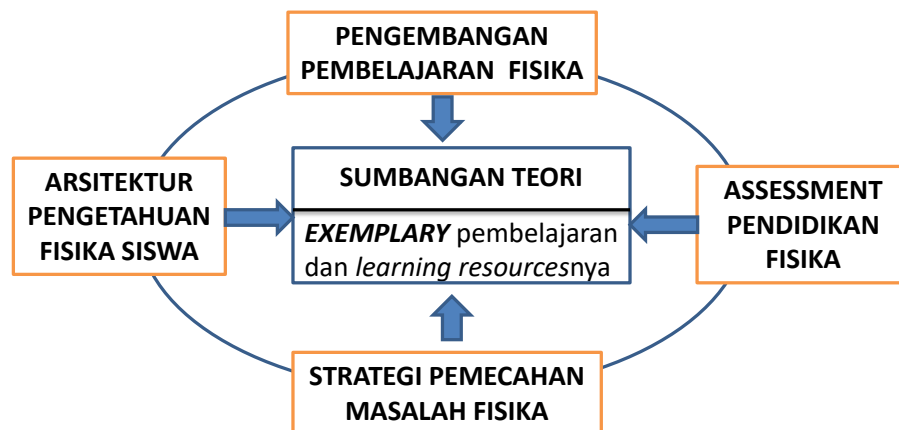 PENGEMBANGAN
PEMBELAJARAN FISIKA
ARSITEKTUR
PENGETAHUAN
FISIKA SISWA
SUMBANGAN TEORI
EXEMPLARY pembelajaran
dan learning resourcesnya
ASSESSMENT
PENDIDIKAN
FISIKA
STRATEGI PEMECAHAN
MASALAH FISIKA